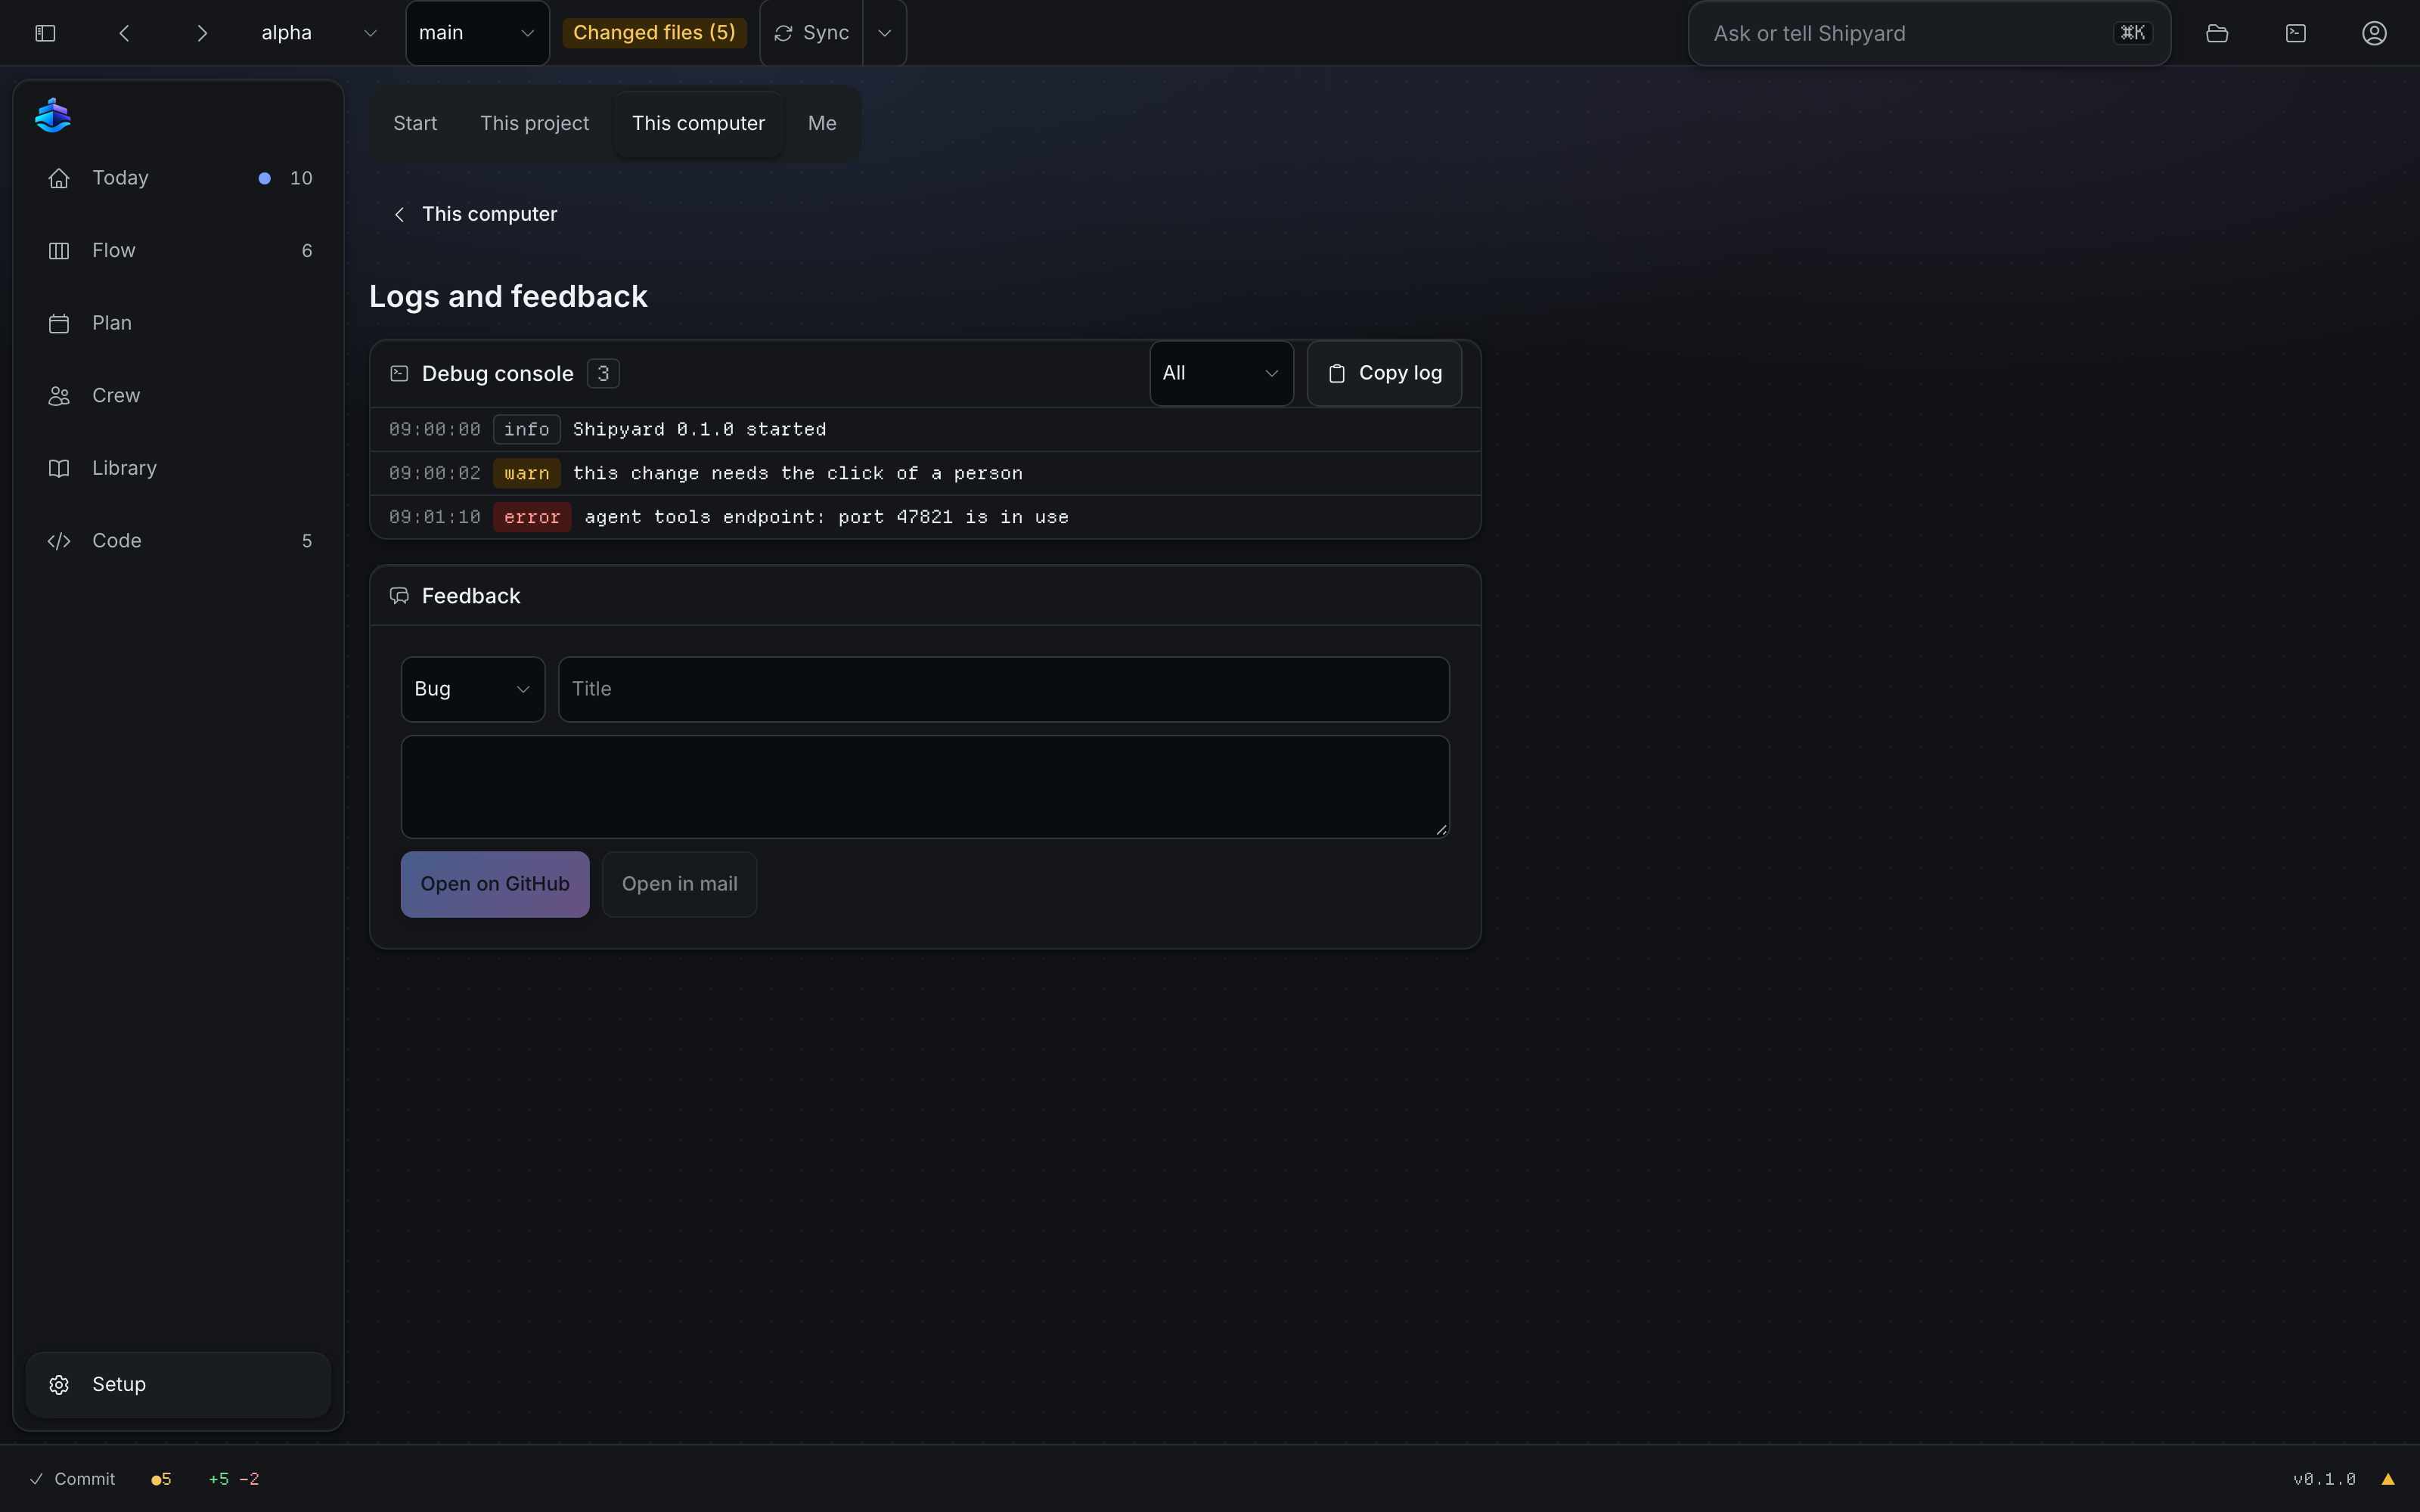 alpha
main
Changed files (5)
Sync
Ask or tell Shipyard
⌘K
Start
This project
This computer
Me
Today 10
Flow 6
Plan
Crew
Library
Code 5
Setup
This computer
Logs and feedback
Debug console 3
All
Copy log
09:00:00 info Shipyard 0.1.0 started
09:00:02 warn this change needs the click of a person
09:01:10 error agent tools endpoint: port 47821 is in use
Feedback
Bug
Title
Open on GitHub
Open in mail
Commit
5
+5 -2
v0.1.0